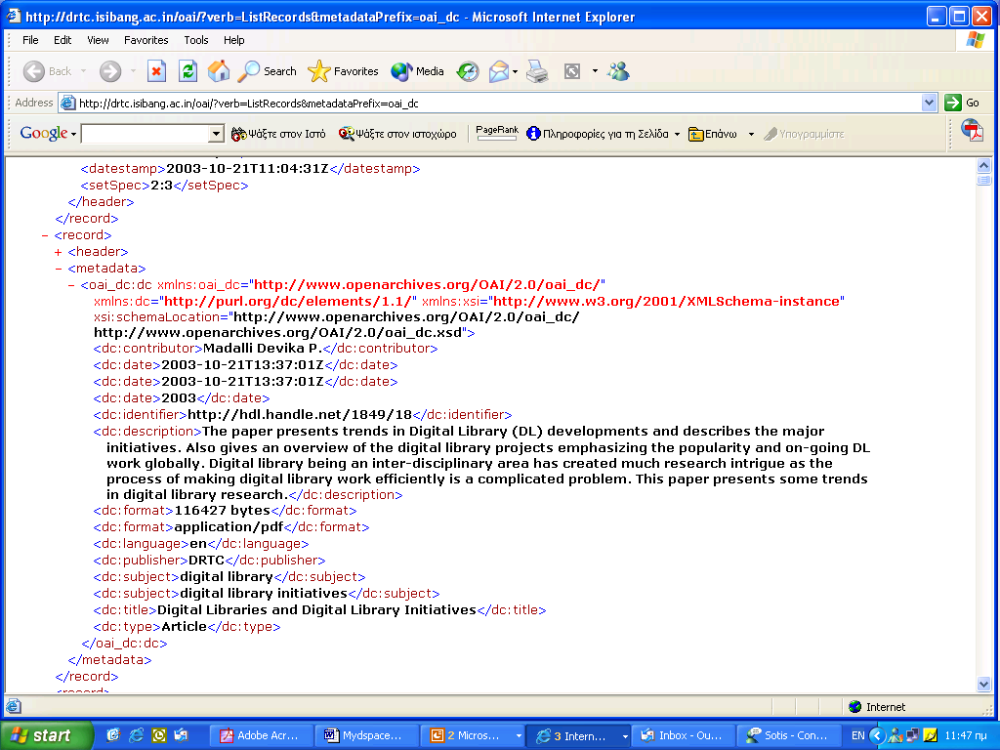 http://drtc.isibang.ac.in/oai/?verb=ListRecords&metadataPrefix=oai_dc - Microsoft Internet Explorer
File Edit View Favorites Tools Help
Back Search Favorites Media
Address http://drtc.isibang.ac.in/oai/?verb=ListRecords&metadataPrefix=oai_dc Go
Google Ψάξτε στον Ιστό Ψάξτε στον ιστοχώρο PageRank Πληροφορίες για τη Σελίδα Επάνω Υπογραμμίστε
<datestamp>2003-10-21T11:04:31Z</datestamp>
<setSpec>2:3</setSpec>
</header>
</record>
- <record>
+ <header>
- <metadata>
- <oai_dc:dc xmlns:oai_dc="http://www.openarchives.org/OAI/2.0/oai_dc/"
xmlns:dc="http://purl.org/dc/elements/1.1/" xmlns:xsi="http://www.w3.org/2001/XMLSchema-instance"
xsi:schemaLocation="http://www.openarchives.org/OAI/2.0/oai_dc/
http://www.openarchives.org/OAI/2.0/oai_dc.xsd">
<dc:contributor>Madalli Devika P.</dc:contributor>
<dc:date>2003-10-21T13:37:01Z</dc:date>
<dc:date>2003-10-21T13:37:01Z</dc:date>
<dc:date>2003</dc:date>
<dc:identifier>http://hdl.handle.net/1849/18</dc:identifier>
<dc:description>The paper presents trends in Digital Library (DL) developments and describes the major
initiatives. Also gives an overview of the digital library projects emphasizing the popularity and on-going DL
work globally. Digital library being an inter-disciplinary area has created much research intrigue as the
process of making digital library work efficiently is a complicated problem. This paper presents some trends
in digital library research.</dc:description>
<dc:format>116427 bytes</dc:format>
<dc:format>application/pdf</dc:format>
<dc:language>en</dc:language>
<dc:publisher>DRTC</dc:publisher>
<dc:subject>digital library</dc:subject>
<dc:subject>digital library initiatives</dc:subject>
<dc:title>Digital Libraries and Digital Library Initiatives</dc:title>
<dc:type>Article</dc:type>
</oai_dc:dc>
</metadata>
</record>
<record>
Internet
start Adobe Acr... Mydspace... 2 Micros... 3 Intern... Inbox - Ou... Sotis - Con... EN 11:47 πμ